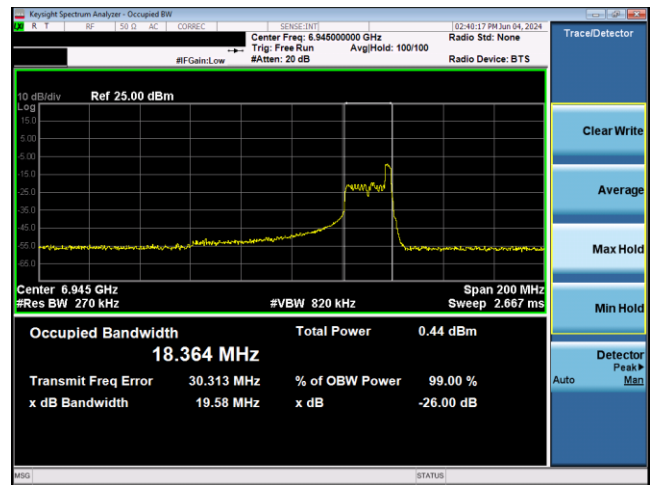 Keysight Spectrum Analyzer - Occupied BW
R T RF 50 Ω AC CORREC SENSE:INT 02:40:17 PM Jun 04, 2024
Center Freq: 6.945000000 GHz Radio Std: None
Trig: Free Run Avg|Hold: 100/100
#IFGain:Low #Atten: 20 dB Radio Device: BTS
Trace/Detector
10 dB/div Ref 25.00 dBm
Log
15.0
5.00
-5.00
-15.0
-25.0
-35.0
-45.0
-55.0
-65.0
Center 6.945 GHz Span 200 MHz
#Res BW 270 kHz #VBW 820 kHz Sweep 2.667 ms
Occupied Bandwidth Total Power 0.44 dBm
18.364 MHz
Transmit Freq Error 30.313 MHz % of OBW Power 99.00 %
x dB Bandwidth 19.58 MHz x dB -26.00 dB
Clear Write
Average
Max Hold
Min Hold
Detector
Peak▶
Auto Man
MSG STATUS